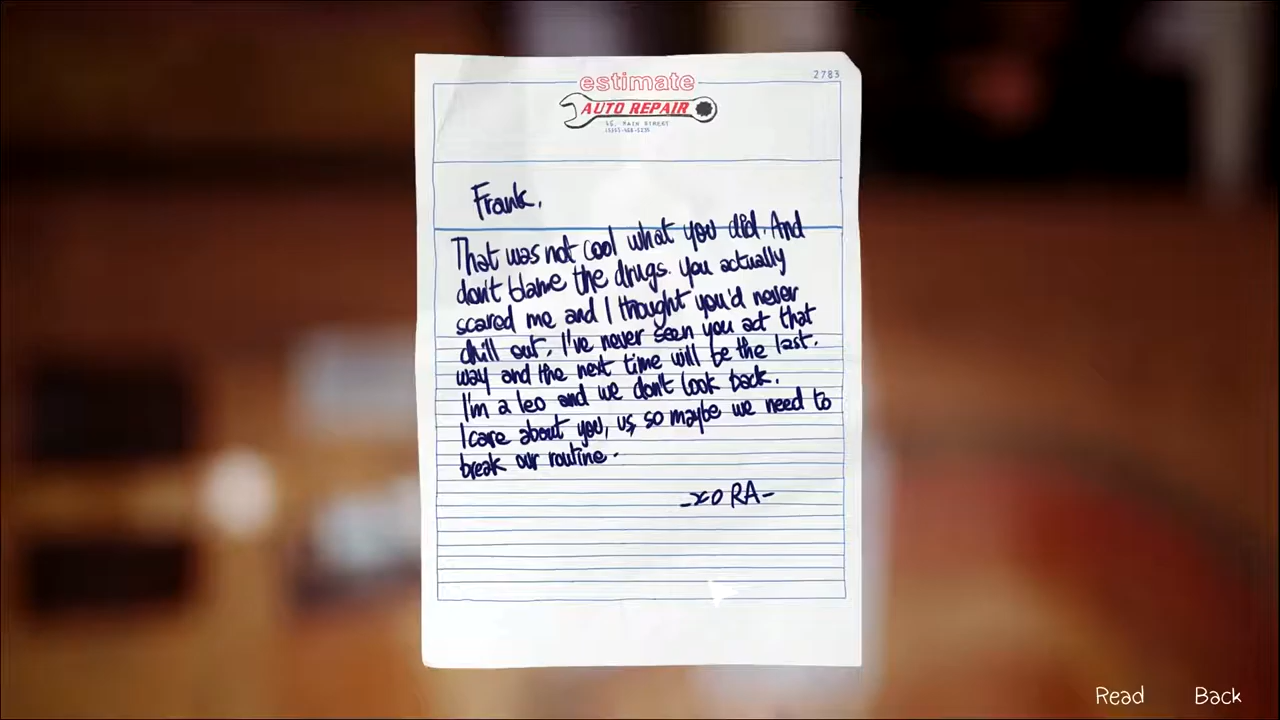 2783
estimate
AUTO REPAIR
Frank,
That was not cool what you did. And
don't blame the drugs. You actually
scared me and I thought you'd never
chill out. I've never seen you act that
way and the next time will be the last.
I'm a leo and we don't look back.
I care about you, us, so maybe we need to
break our routine.
-xo RA-
Read Back